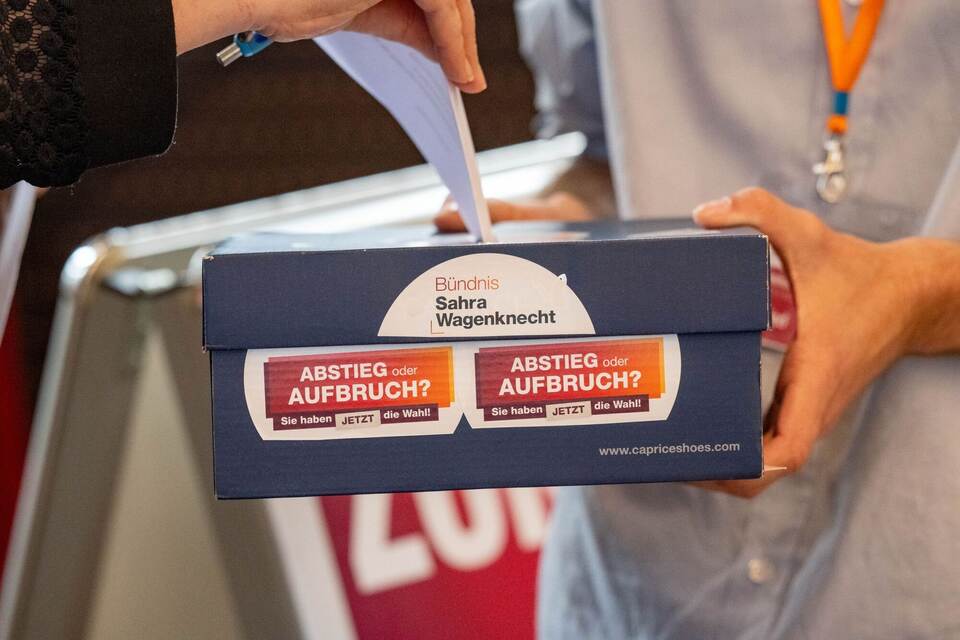 Bündnis
Sahra
Wagenknecht
ABSTIEG oder
AUFBRUCH?
Sie haben JETZT die Wahl!
ABSTIEG oder
AUFBRUCH?
Sie haben JETZT die Wahl!
www.capriceshoes.com